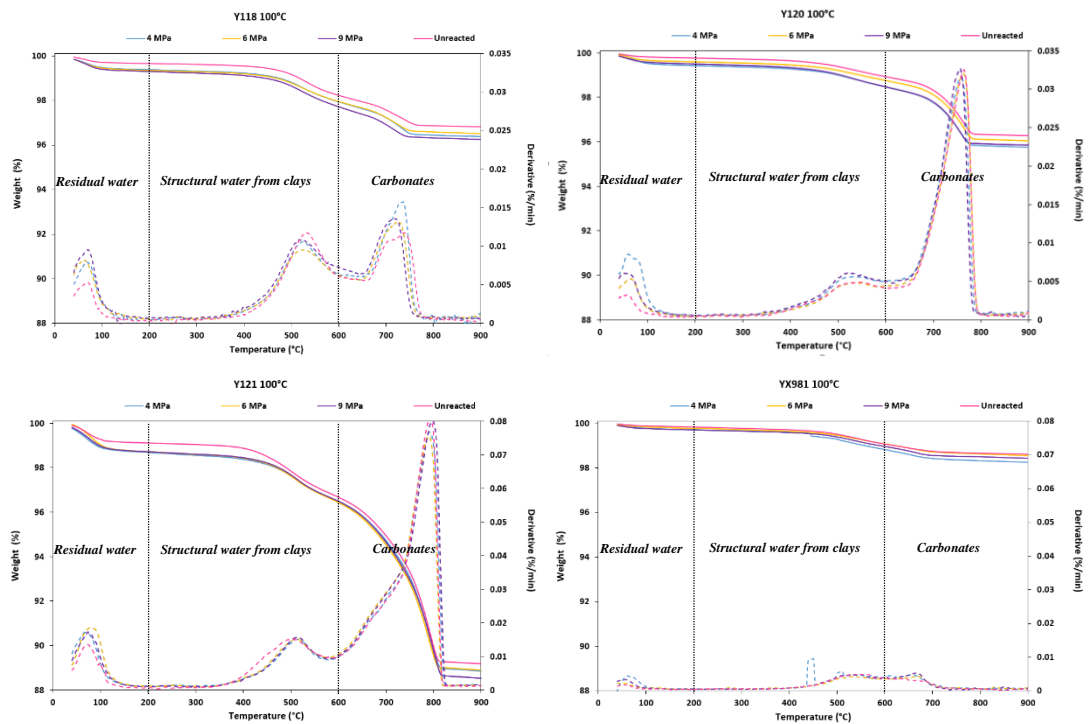 Y118 100°C
4 MPa 6 MPa 9 MPa Unreacted
100
98
96
94
92
90
88
0.035
0.03
0.025
0.02
0.015
0.01
0.005
0
Weight (%)
Derivative (%/min)
Residual water Structural water from clays Carbonates
0 100 200 300 400 500 600 700 800 900
Temperature (°C)
Y120 100°C
4 MPa 6 MPa 9 MPa Unreacted
100
98
96
94
92
90
88
0.035
0.03
0.025
0.02
0.015
0.01
0.005
0
Weight (%)
Derivative (%/min)
Residual water Structural water from clays Carbonates
0 100 200 300 400 500 600 700 800 900
Temperature (°C)
Y121 100°C
4 MPa 6 MPa 9 MPa Unreacted
100
98
96
94
92
90
88
0.08
0.07
0.06
0.05
0.04
0.03
0.02
0.01
0
Weight (%)
Derivative (%/min)
Residual water Structural water from clays Carbonates
0 100 200 300 400 500 600 700 800 900
Temperature (°C)
YX981 100°C
4 MPa 6 MPa 9 MPa Unreacted
100
98
96
94
92
90
88
0.08
0.07
0.06
0.05
0.04
0.03
0.02
0.01
0
Weight (%)
Derivative (%/min)
Residual water Structural water from clays Carbonates
0 100 200 300 400 500 600 700 800 900
Temperature (°C)